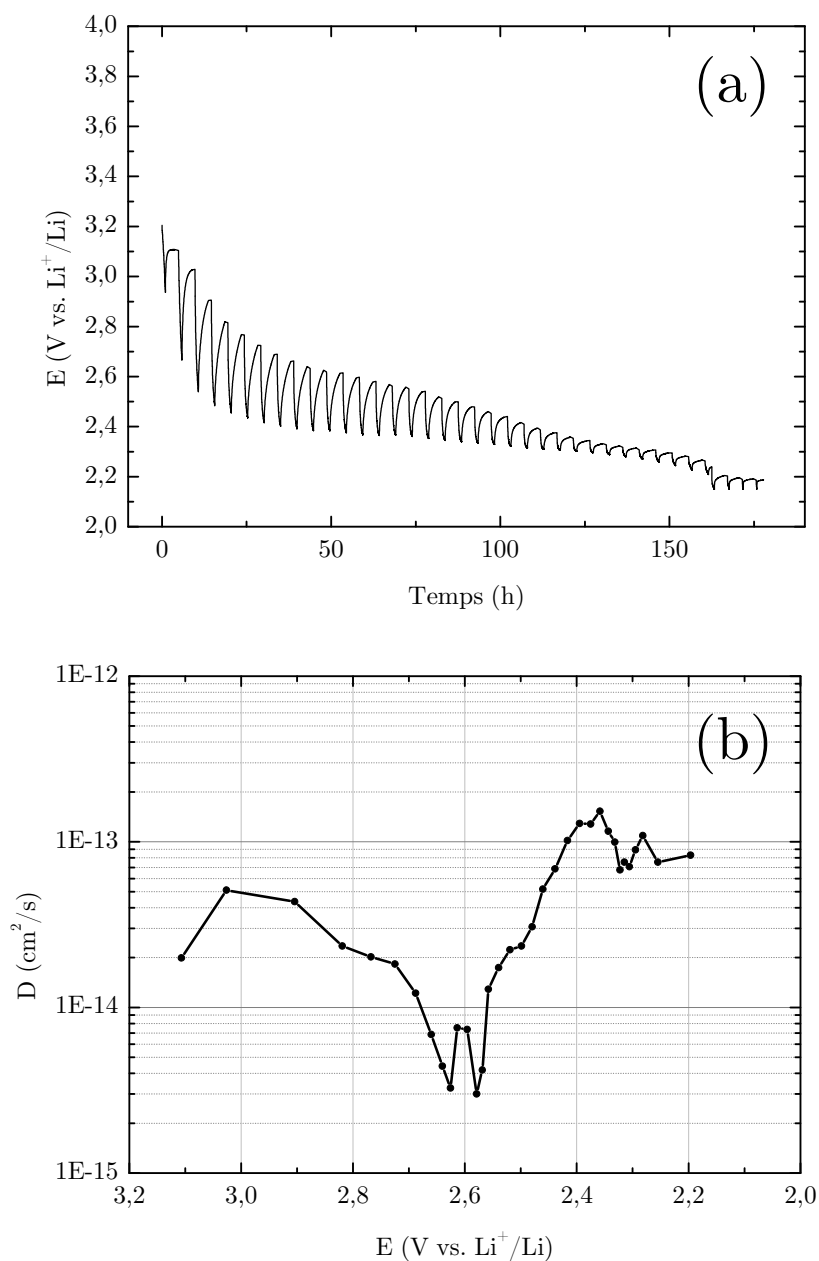 4,0
(a)
3,8
3,6
3,4
3,2
3,0
2,8
2,6
2,4
2,2
2,0
E (V vs. Li⁺/Li)
0 50 100 150
Temps (h)
1E-12
(b)
1E-13
1E-14
1E-15
D (cm²/s)
3,2 3,0 2,8 2,6 2,4 2,2 2,0
E (V vs. Li⁺/Li)